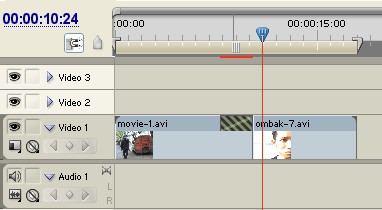 00:00:10:24
:00:00
00:00:15:00
Video 3
Video 2
Video 1
movie-1.avi
ombak-7.avi
Audio 1
L
R